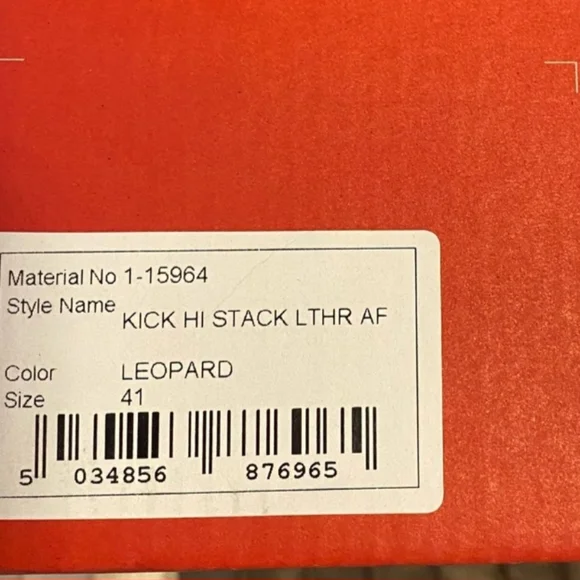 Material No 1-15964
Style Name KICK HI STACK LTHR AF
Color LEOPARD
Size 41
5 034856 876965